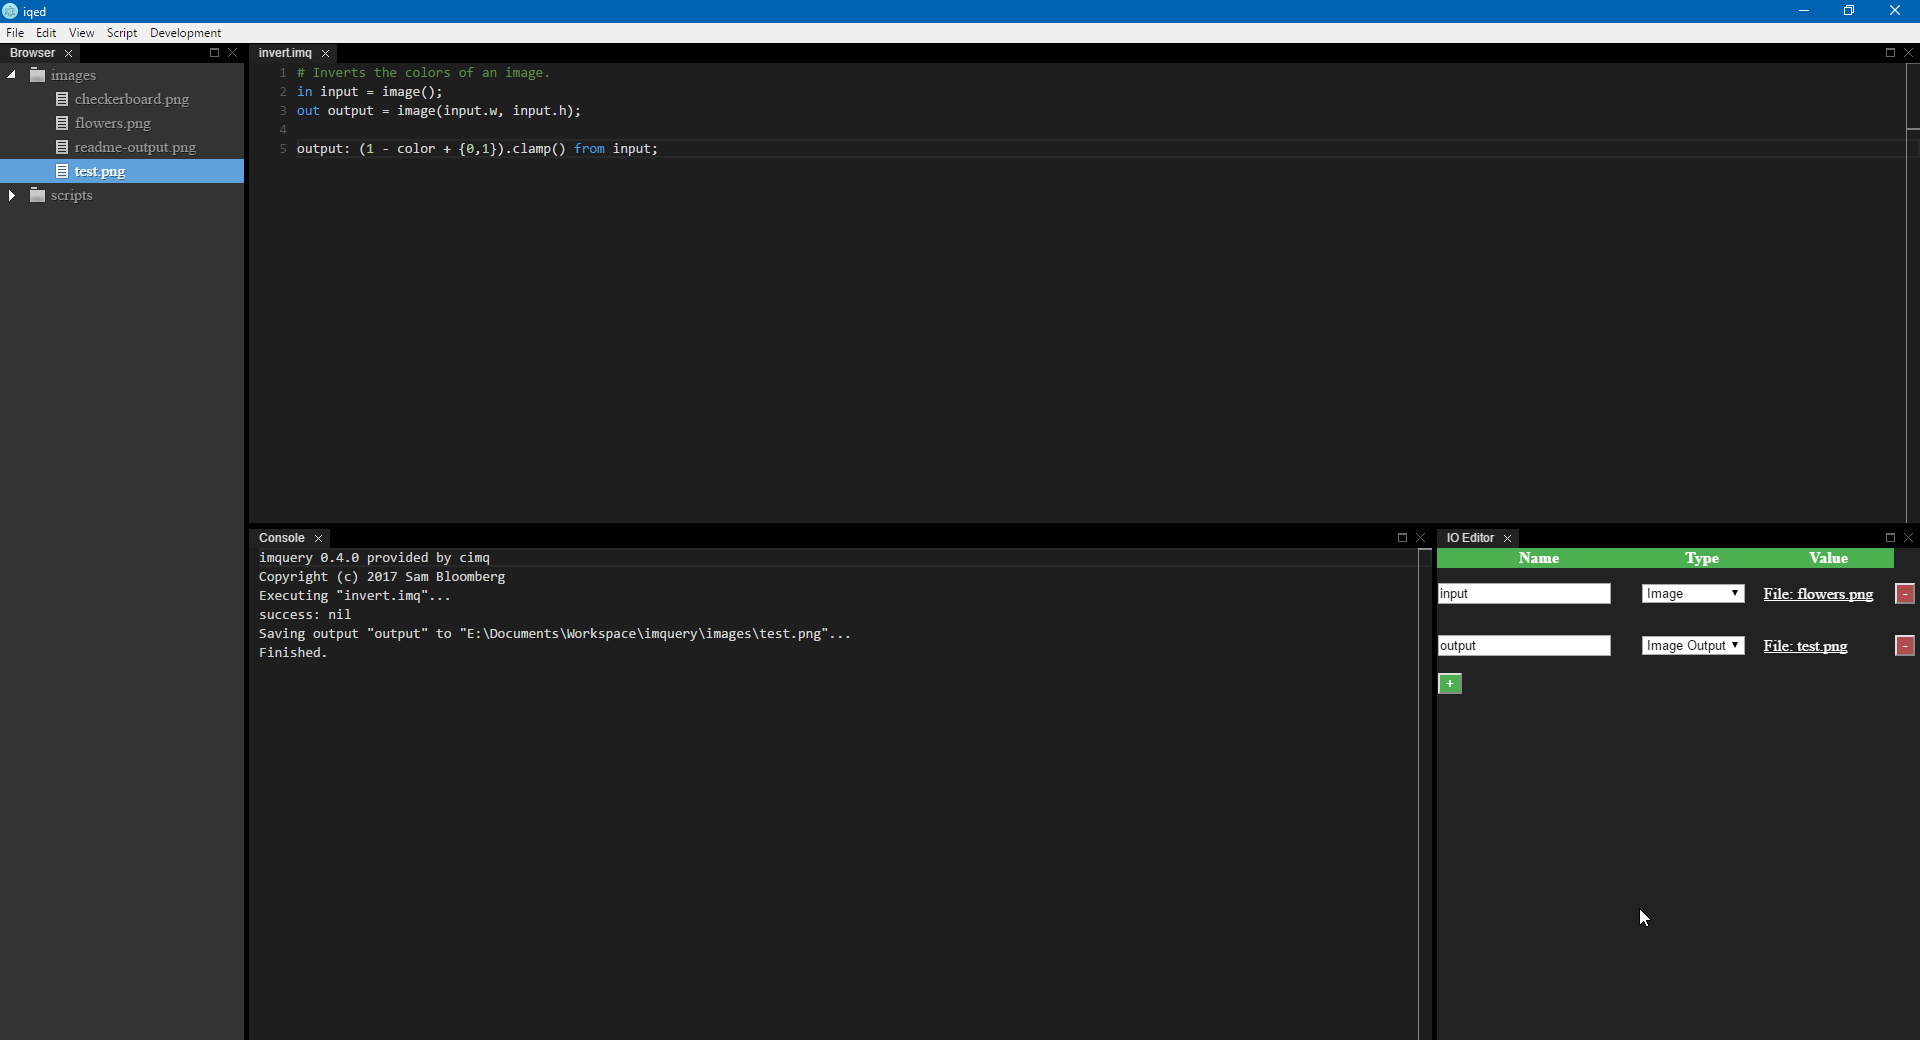 iqed
File Edit View Script Development
Browser
images
checkerboard.png
flowers.png
readme-output.png
test.png
scripts
invert.imq
1 # Inverts the colors of an image.
2 in input = image();
3 out output = image(input.w, input.h);
4
5 output: (1 - color + {0,1}).clamp() from input;
Console
imquery 0.4.0 provided by cimq
Copyright (c) 2017 Sam Bloomberg
Executing "invert.imq"...
success: nil
Saving output "output" to "E:\Documents\Workspace\imquery\images\test.png"...
Finished.
IO Editor
Name Type Value
input Image File: flowers.png -
output Image Output File: test.png -
+